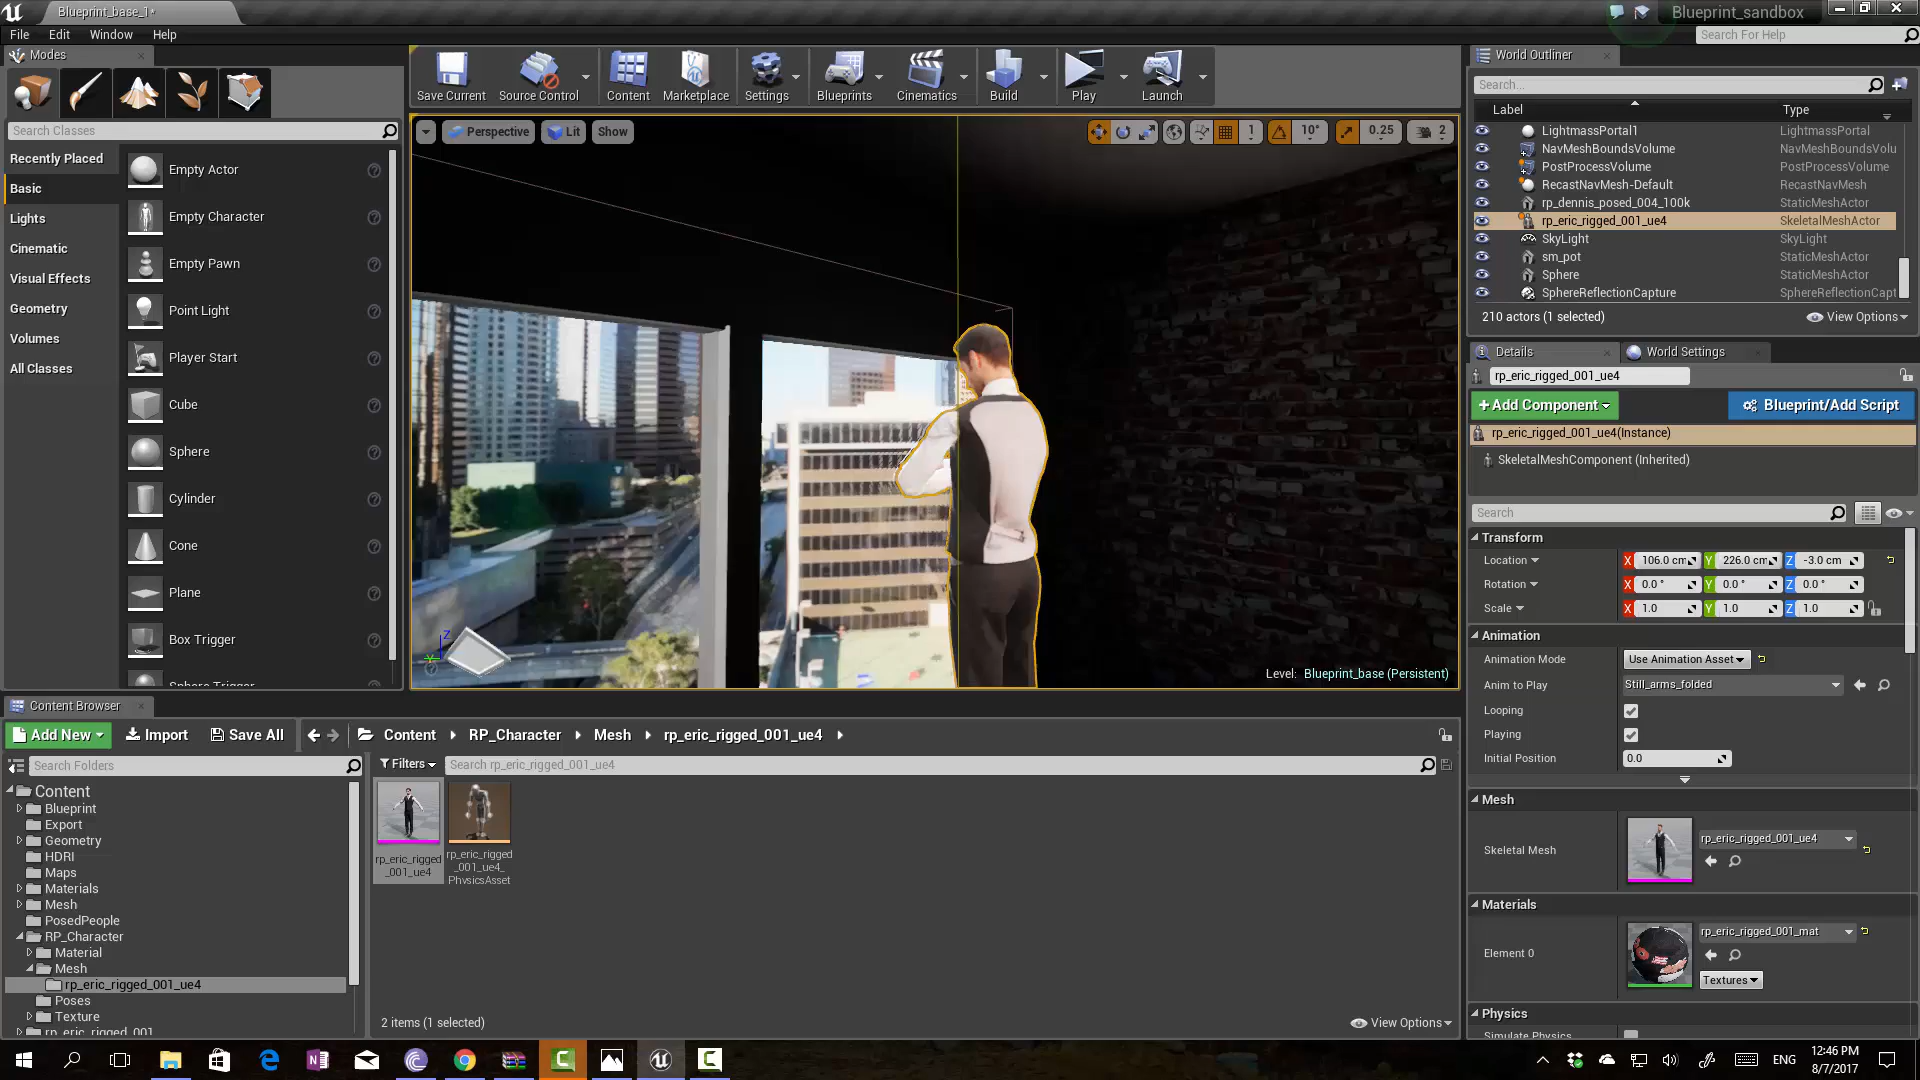 Blueprint_base_1*
Blueprint_sandbox
File Edit Window Help
Search For Help
Modes
Search Classes
Recently Placed
Basic
Lights
Cinematic
Visual Effects
Geometry
Volumes
All Classes
Empty Actor
Empty Character
Empty Pawn
Point Light
Player Start
Cube
Sphere
Cylinder
Cone
Plane
Box Trigger
Sphere Trigger
Save Current
Source Control
Content
Marketplace
Settings
Blueprints
Cinematics
Build
Play
Launch
Perspective Lit Show
1 10° 0.25 2
Z
Level: Blueprint_base (Persistent)
World Outliner
Search...
Label Type
LightmassPortal1 LightmassPortal
NavMeshBoundsVolume NavMeshBoundsVolu
PostProcessVolume PostProcessVolume
RecastNavMesh-Default RecastNavMesh
rp_dennis_posed_004_100k StaticMeshActor
rp_eric_rigged_001_ue4 SkeletalMeshActor
SkyLight SkyLight
sm_pot StaticMeshActor
Sphere StaticMeshActor
SphereReflectionCapture SphereReflectionCapt
210 actors (1 selected) View Options
Details World Settings
rp_eric_rigged_001_ue4
+Add Component Blueprint/Add Script
rp_eric_rigged_001_ue4(Instance)
SkeletalMeshComponent (Inherited)
Search
Transform
Location X 106.0 cm Y 226.0 cm Z -3.0 cm
Rotation X 0.0 ° Y 0.0 ° Z 0.0 °
Scale X 1.0 Y 1.0 Z 1.0
Animation
Animation Mode Use Animation Asset
Anim to Play Still_arms_folded
Looping
Playing
Initial Position 0.0
Mesh
Skeletal Mesh rp_eric_rigged_001_ue4
Materials
Element 0 rp_eric_rigged_001_mat
Textures
Physics
Simulate Physics
Content Browser
Add New Import Save All Content RP_Character Mesh rp_eric_rigged_001_ue4
Search Folders
Filters Search rp_eric_rigged_001_ue4
Content
Blueprint
Export
Geometry
HDRI
Maps
Materials
Mesh
PosedPeople
RP_Character
Material
Mesh
rp_eric_rigged_001_ue4
Poses
Texture
rp_eric_rigged_001
rp_eric_rigged
_001_ue4
rp_eric_rigged
_001_ue4_
PhysicsAsset
2 items (1 selected) View Options
ENG
12:46 PM
8/7/2017